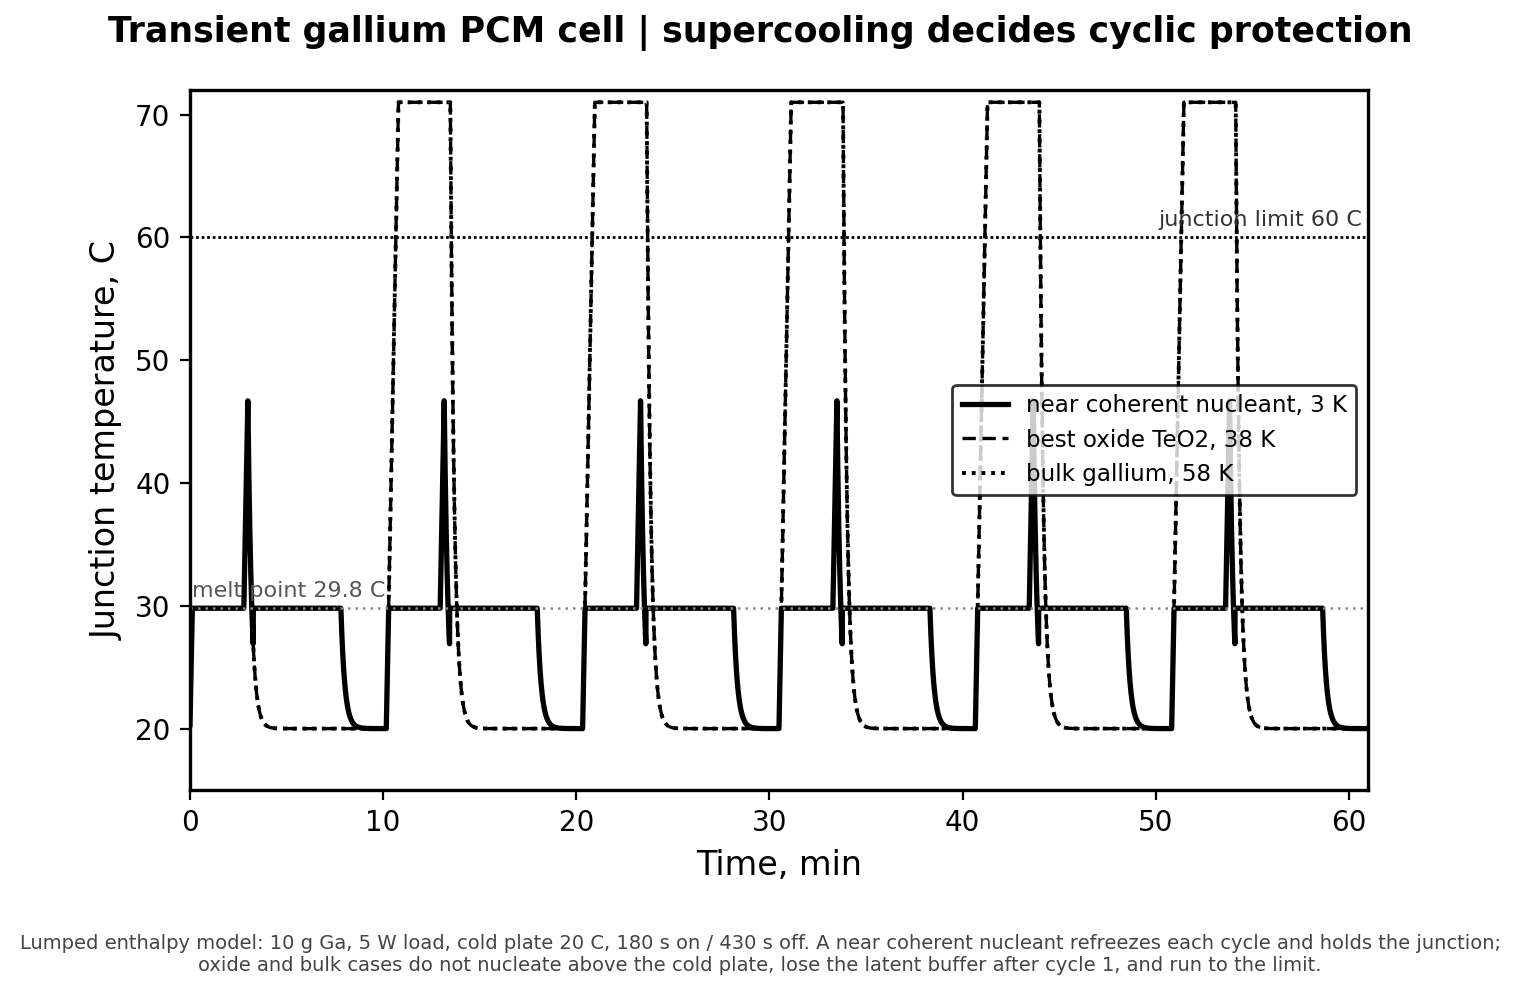 Transient gallium PCM cell | supercooling decides cyclic protection
70
60
50
40
30
20
Junction temperature, C
junction limit 60 C
near coherent nucleant, 3 K
best oxide TeO2, 38 K
bulk gallium, 58 K
melt point 29.8 C
0 10 20 30 40 50 60
Time, min
Lumped enthalpy model: 10 g Ga, 5 W load, cold plate 20 C, 180 s on / 430 s off. A near coherent nucleant refreezes each cycle and holds the junction;
oxide and bulk cases do not nucleate above the cold plate, lose the latent buffer after cycle 1, and run to the limit.